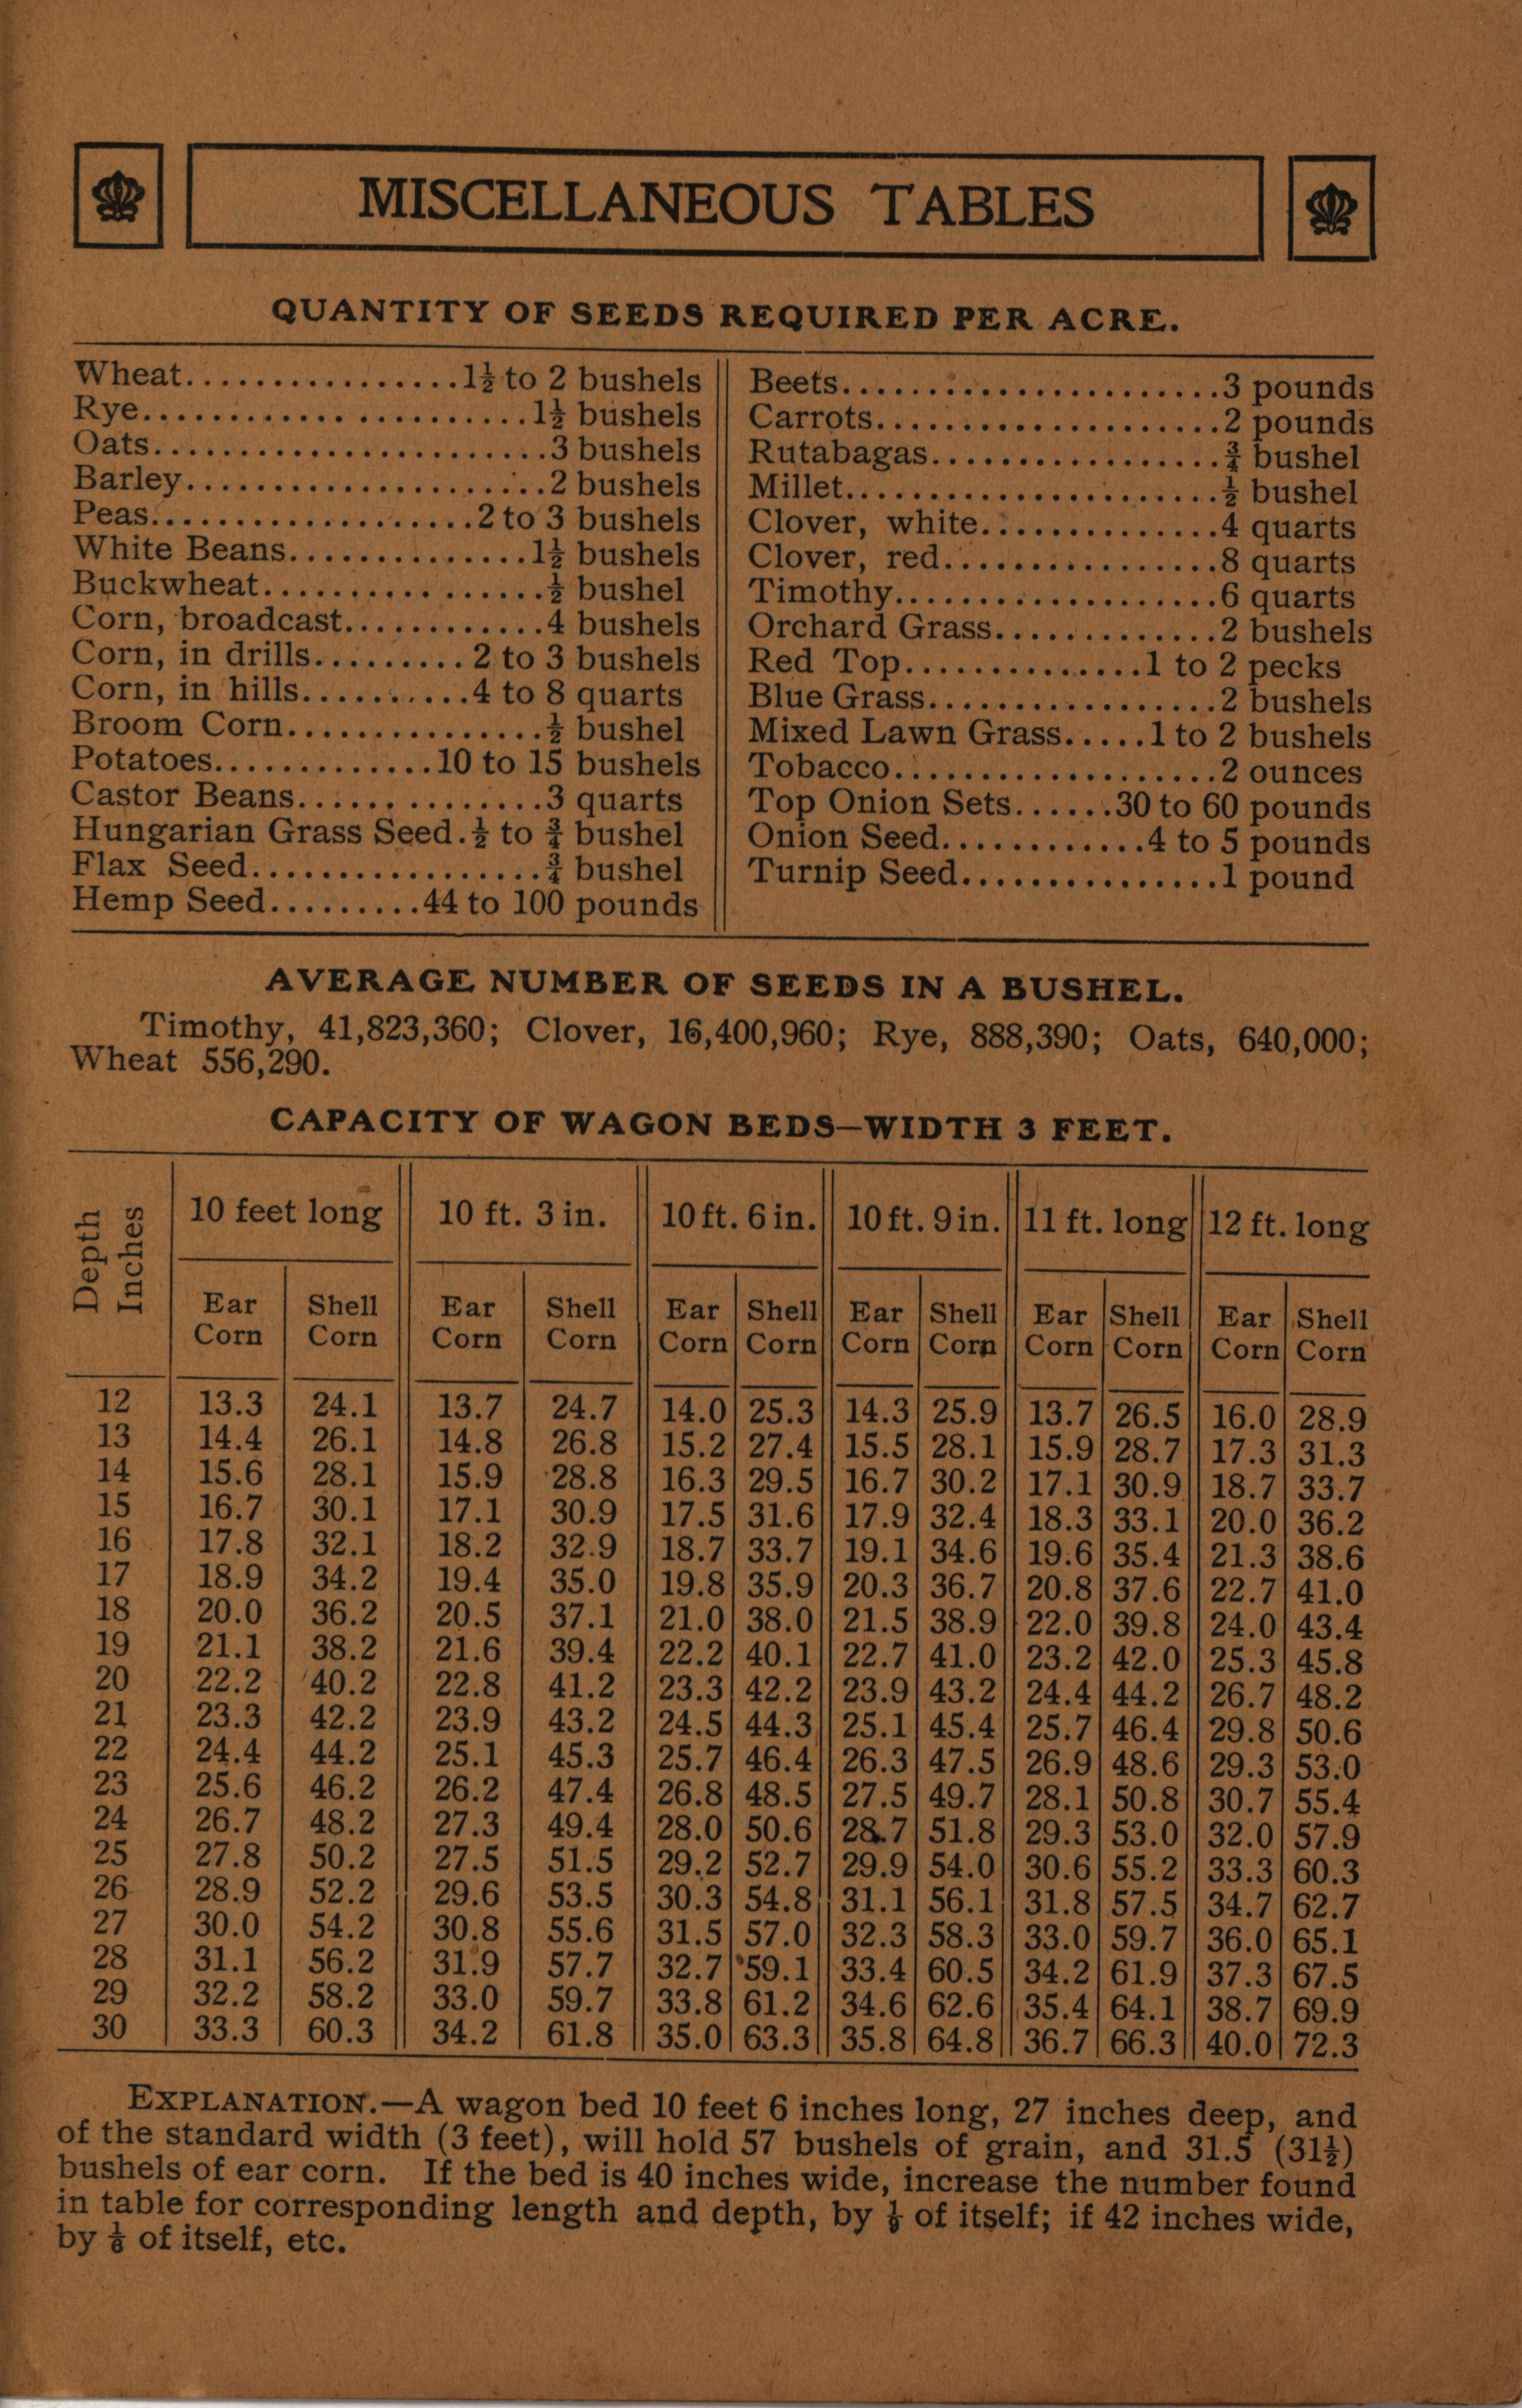 MISCELLANEOUS TABLES
QUANTITY OF SEEDS REQUIRED PER ACRE.
Wheat................1½ to 2 bushels
Rye.......................1½ bushels
Oats........................3 bushels
Barley......................2 bushels
Peas...................2 to 3 bushels
White Beans..............1½ bushels
Buckwheat.................½ bushel
Corn, broadcast............4 bushels
Corn, in drills.........2 to 3 bushels
Corn, in hills..........4 to 8 quarts
Broom Corn...............½ bushel
Potatoes.............10 to 15 bushels
Castor Beans..............3 quarts
Hungarian Grass Seed.½ to ¾ bushel
Flax Seed.................¾ bushel
Hemp Seed.........44 to 100 pounds
Beets.......................3 pounds
Carrots.....................2 pounds
Rutabagas.................¾ bushel
Millet......................½ bushel
Clover, white..............4 quarts
Clover, red................8 quarts
Timothy...................6 quarts
Orchard Grass.............2 bushels
Red Top..............1 to 2 pecks
Blue Grass.................2 bushels
Mixed Lawn Grass.....1 to 2 bushels
Tobacco...................2 ounces
Top Onion Sets......30 to 60 pounds
Onion Seed............4 to 5 pounds
Turnip Seed...............1 pound
AVERAGE NUMBER OF SEEDS IN A BUSHEL.
Timothy, 41,823,360; Clover, 16,400,960; Rye, 888,390; Oats, 640,000;
Wheat 556,290.
CAPACITY OF WAGON BEDS—WIDTH 3 FEET.
Depth Inches | 10 feet long | 10 ft. 3 in. | 10 ft. 6 in. | 10 ft. 9 in. | 11 ft. long | 12 ft. long
Ear Corn | Shell Corn | Ear Corn | Shell Corn | Ear Corn | Shell Corn | Ear Corn | Shell Corn | Ear Corn | Shell Corn | Ear Corn | Shell Corn
12 13.3 24.1 13.7 24.7 14.0 25.3 14.3 25.9 13.7 26.5 16.0 28.9
13 14.4 26.1 14.8 26.8 15.2 27.4 15.5 28.1 15.9 28.7 17.3 31.3
14 15.6 28.1 15.9 28.8 16.3 29.5 16.7 30.2 17.1 30.9 18.7 33.7
15 16.7 30.1 17.1 30.9 17.5 31.6 17.9 32.4 18.3 33.1 20.0 36.2
16 17.8 32.1 18.2 32.9 18.7 33.7 19.1 34.6 19.6 35.4 21.3 38.6
17 18.9 34.2 19.4 35.0 19.8 35.9 20.3 36.7 20.8 37.6 22.7 41.0
18 20.0 36.2 20.5 37.1 21.0 38.0 21.5 38.9 22.0 39.8 24.0 43.4
19 21.1 38.2 21.6 39.4 22.2 40.1 22.7 41.0 23.2 42.0 25.3 45.8
20 22.2 40.2 22.8 41.2 23.3 42.2 23.9 43.2 24.4 44.2 26.7 48.2
21 23.3 42.2 23.9 43.2 24.5 44.3 25.1 45.4 25.7 46.4 29.8 50.6
22 24.4 44.2 25.1 45.3 25.7 46.4 26.3 47.5 26.9 48.6 29.3 53.0
23 25.6 46.2 26.2 47.4 26.8 48.5 27.5 49.7 28.1 50.8 30.7 55.4
24 26.7 48.2 27.3 49.4 28.0 50.6 28.7 51.8 29.3 53.0 32.0 57.9
25 27.8 50.2 27.5 51.5 29.2 52.7 29.9 54.0 30.6 55.2 33.3 60.3
26 28.9 52.2 29.6 53.5 30.3 54.8 31.1 56.1 31.8 57.5 34.7 62.7
27 30.0 54.2 30.8 55.6 31.5 57.0 32.3 58.3 33.0 59.7 36.0 65.1
28 31.1 56.2 31.9 57.7 32.7 59.1 33.4 60.5 34.2 61.9 37.3 67.5
29 32.2 58.2 33.0 59.7 33.8 61.2 34.6 62.6 35.4 64.1 38.7 69.9
30 33.3 60.3 34.2 61.8 35.0 63.3 35.8 64.8 36.7 66.3 40.0 72.3
EXPLANATION.—A wagon bed 10 feet 6 inches long, 27 inches deep, and
of the standard width (3 feet), will hold 57 bushels of grain, and 31.5 (31½)
bushels of ear corn. If the bed is 40 inches wide, increase the number found
in table for corresponding length and depth, by ⅑ of itself; if 42 inches wide,
by ⅙ of itself, etc.